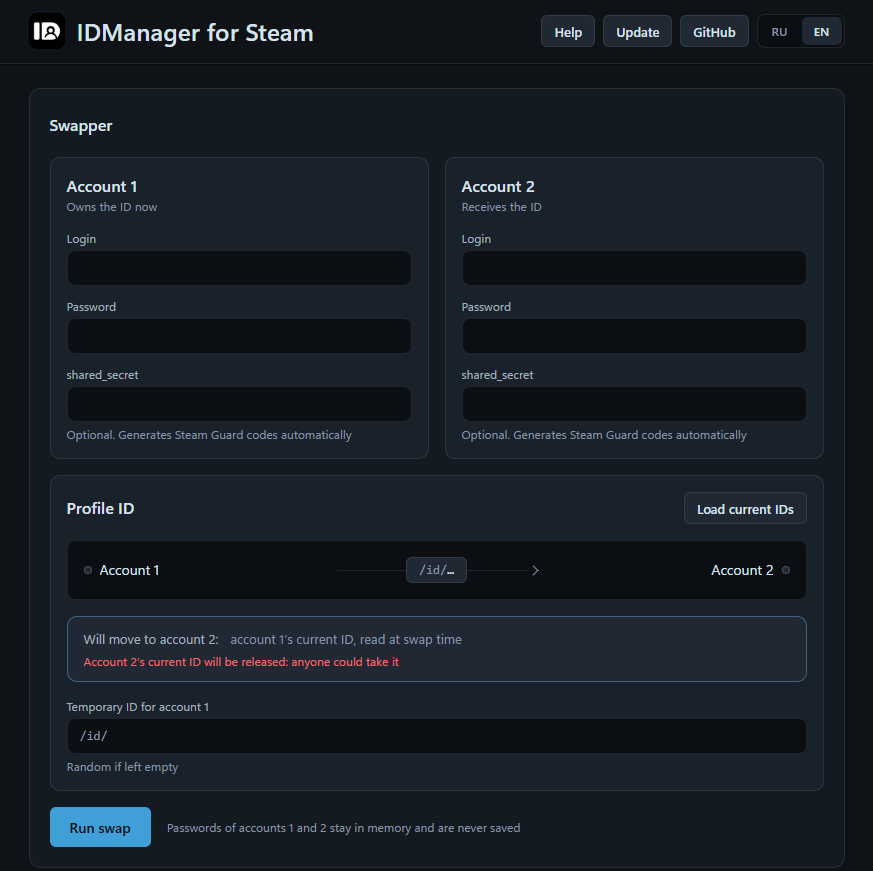 ID
IDManager for Steam
Help
Update
GitHub
RU
EN
Swapper
Account 1
Owns the ID now
Login
Password
shared_secret
Optional. Generates Steam Guard codes automatically
Account 2
Receives the ID
Login
Password
shared_secret
Optional. Generates Steam Guard codes automatically
Profile ID
Load current IDs
Account 1
/id/…
Account 2
Will move to account 2: account 1's current ID, read at swap time
Account 2's current ID will be released: anyone could take it
Temporary ID for account 1
/id/
Random if left empty
Run swap
Passwords of accounts 1 and 2 stay in memory and are never saved